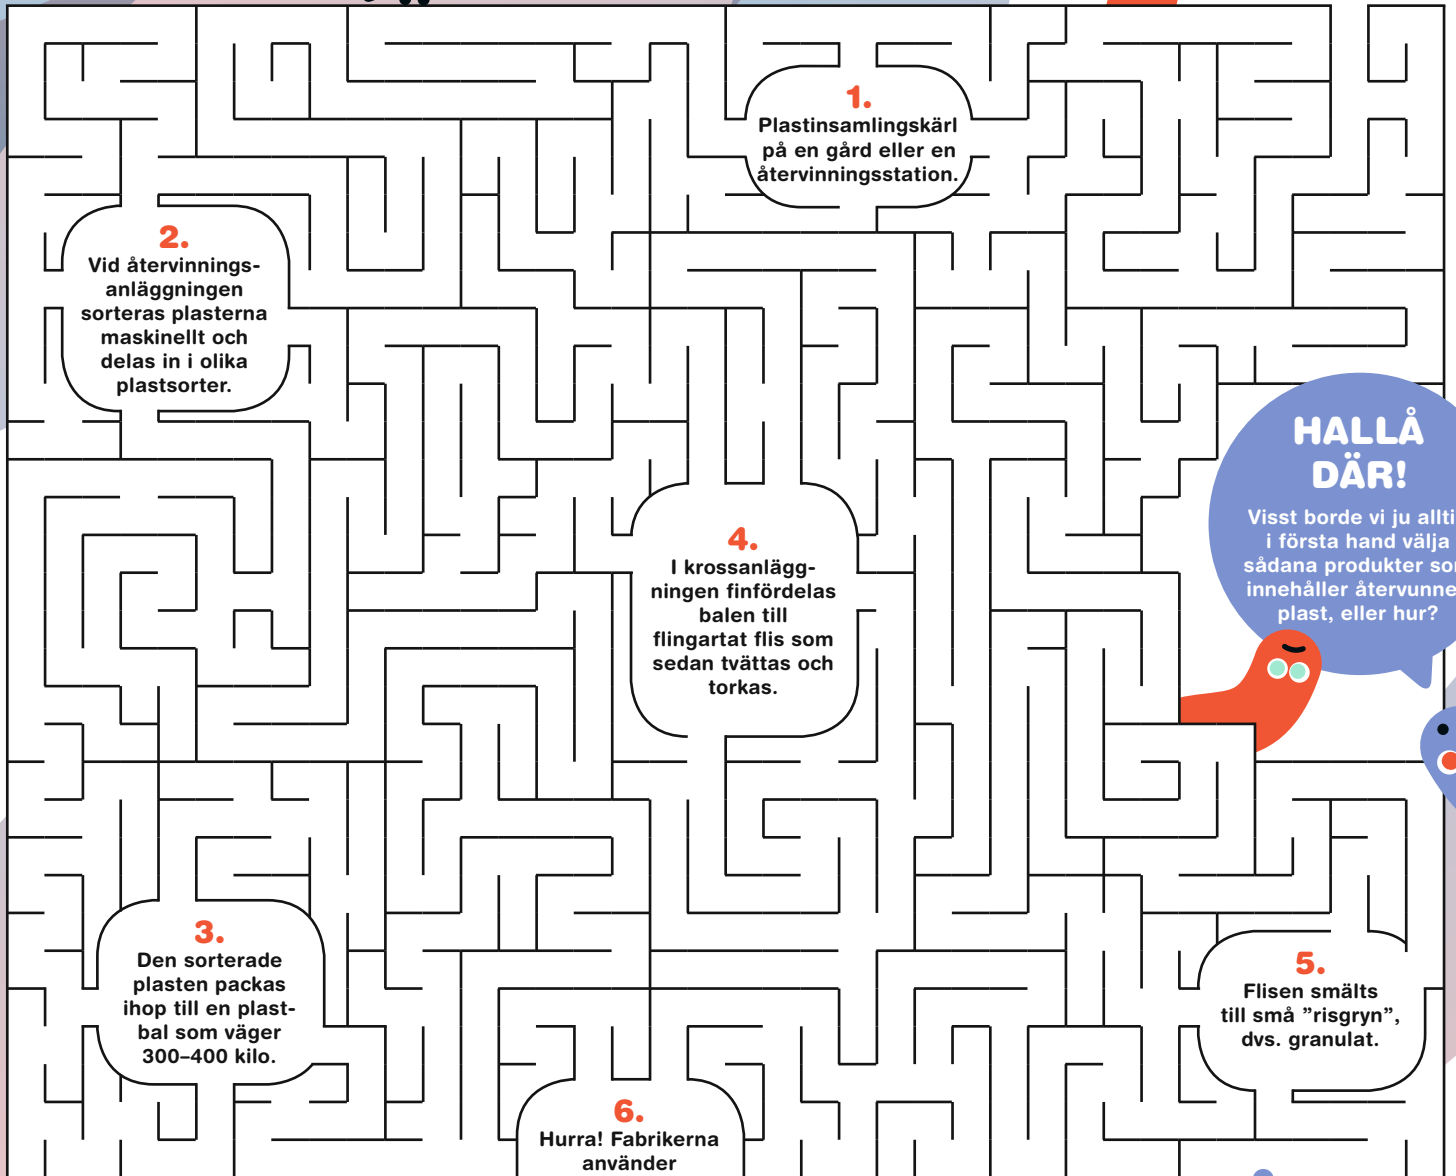 1.
Plastinsamlingskärl
på en gård eller en
återvinningsstation.
2.
Vid återvinnings-
anläggningen
sorteras plasterna
maskinellt och
delas in i olika
plastsorter.
HALLÅ
DÄR!
Visst borde vi ju allti
i första hand välja
sådana produkter so
innehåller återvunne
plast, eller hur?
4.
I krossanlägg-
ningen finfördelas
balen till
flingartat flis som
sedan tvättas och
torkas.
3.
Den sorterade
plasten packas
ihop till en plast-
bal som väger
300–400 kilo.
5.
Flisen smälts
till små ”risgryn”,
dvs. granulat.
6.
Hurra! Fabrikerna
använder